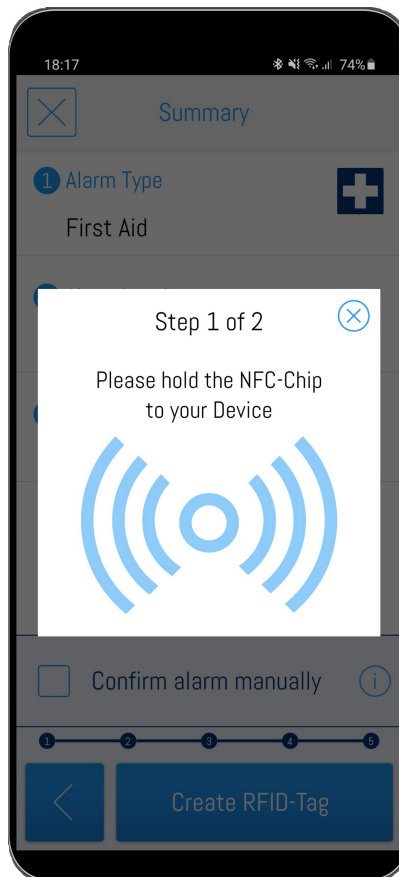 18:17
74%
Summary
1 Alarm Type
First Aid
Step 1 of 2
Please hold the NFC-Chip
to your Device
Confirm alarm manually
i
1 2 3 4 5
Create RFID-Tag